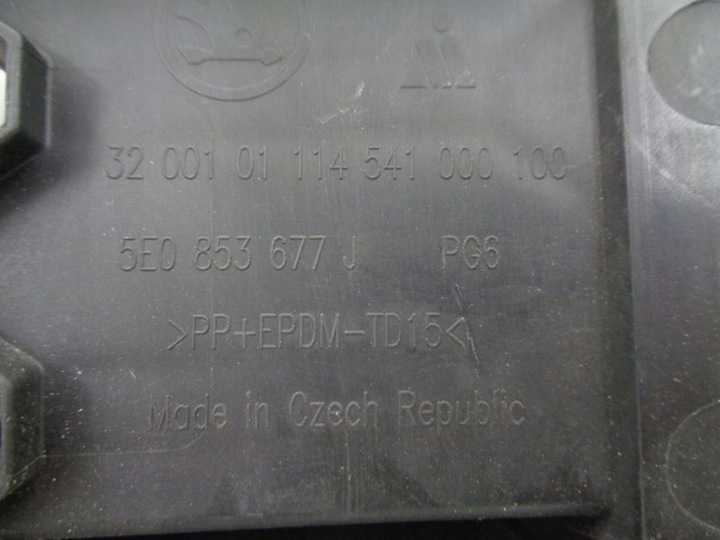 32 001 01 114 541 000 100
5E0 853 677 J PG6
>PP+EPDM-TD15<
Made in Czech Republic